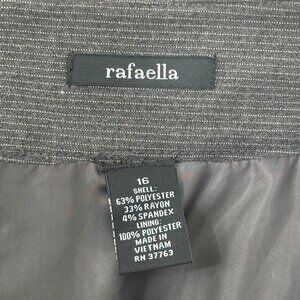 rafaella
16
SHELL:
63% POLYESTER
33% RAYON
4% SPANDEX
LINING:
100% POLYESTER
MADE IN
VIETNAM
RN 37763